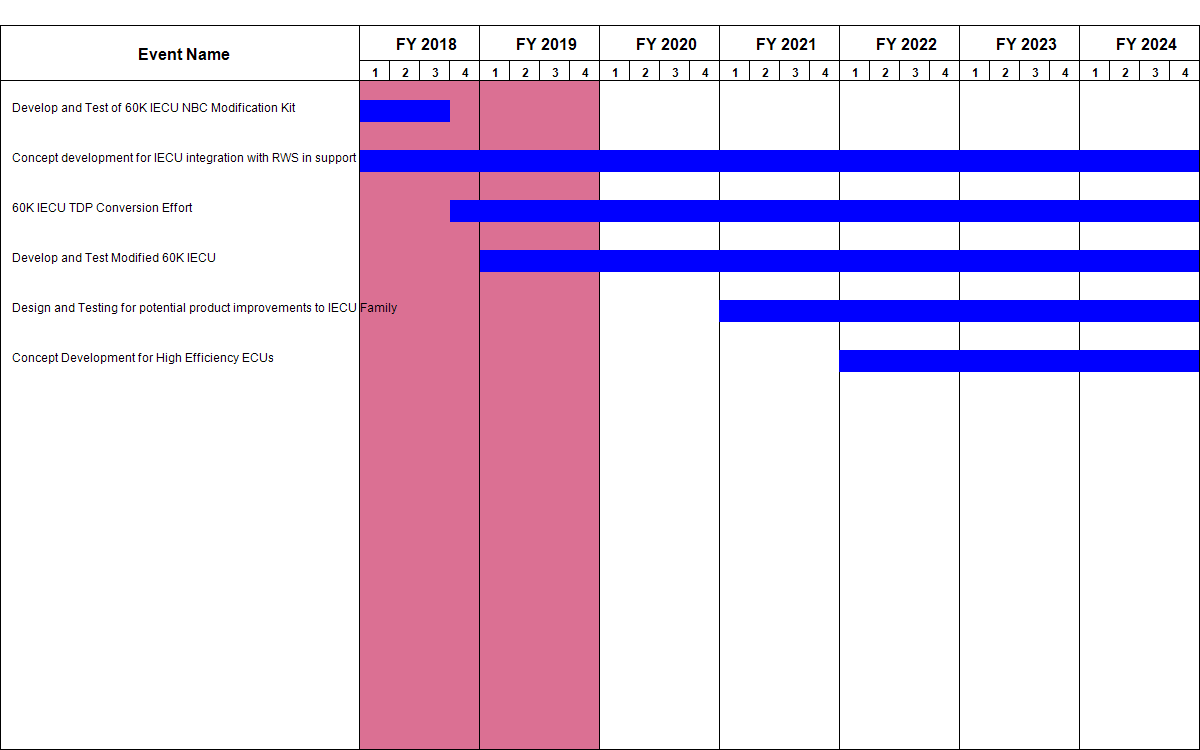 Event Name FY 2018 FY 2019 FY 2020 FY 2021 FY 2022 FY 2023 FY 2024
1 2 3 4 1 2 3 4 1 2 3 4 1 2 3 4 1 2 3 4 1 2 3 4 1 2 3 4
Develop and Test of 60K IECU NBC Modification Kit
Concept development for IECU integration with RWS in support
60K IECU TDP Conversion Effort
Develop and Test Modified 60K IECU
Design and Testing for potential product improvements to IECU Family
Concept Development for High Efficiency ECUs